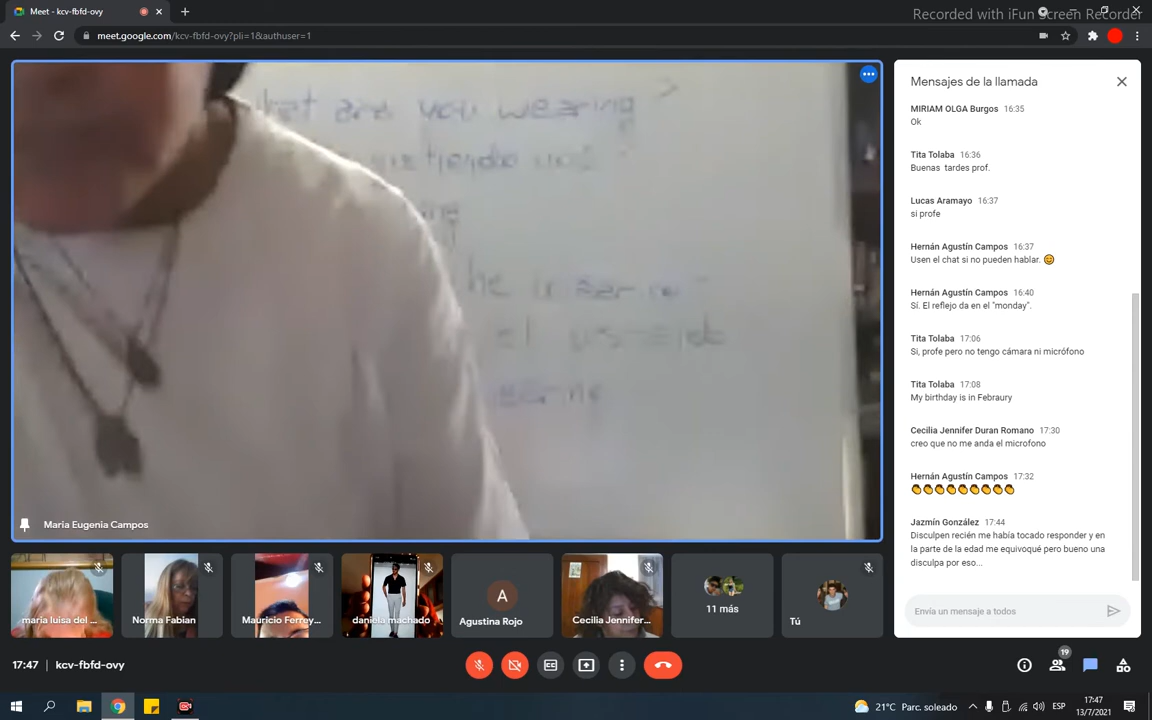 Meet - kcv-fbfd-ovy
Recorded with iFun Screen Recorder
meet.google.com/kcv-fbfd-ovy?pli=1&authuser=1
what are you wearing ?
Maria Eugenia Campos
maria luisa del ...
Norma Fabian
Mauricio Ferrey...
daniela machado
A
Agustina Rojo
Cecilia Jennifer...
11 más
Tú
Mensajes de la llamada
MIRIAM OLGA Burgos 16:35
Ok
Tita Tolaba 16:36
Buenas tardes prof.
Lucas Aramayo 16:37
si profe
Hernán Agustín Campos 16:37
Usen el chat si no pueden hablar. 😊
Hernán Agustín Campos 16:40
Sí. El reflejo da en el "monday".
Tita Tolaba 17:06
Si, profe pero no tengo cámara ni micrófono
Tita Tolaba 17:08
My birthday is in Febraury
Cecilia Jennifer Duran Romano 17:30
creo que no me anda el microfono
Hernán Agustín Campos 17:32
👏👏👏👏👏👏👏👏👏
Jazmín González 17:44
Disculpen recién me había tocado responder y en
la parte de la edad me equivoqué pero bueno una
disculpa por eso...
Envía un mensaje a todos
17:47 | kcv-fbfd-ovy
19
21°C Parc. soleado
ESP
17:47
13/7/2021